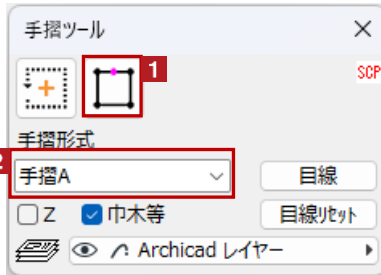 手摺ツール
1
SCP
手摺形式
2
手摺A
目線
Z
巾木等
目線リセット
Archicad レイヤー